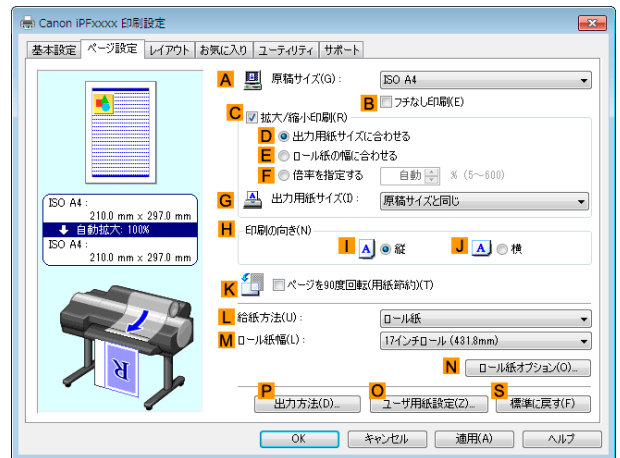 Canon iPFxxxx 印刷設定
基本設定 ページ設定 レイアウト お気に入り ユーティリティ サポート
A 原稿サイズ(G): ISO A4
B フチなし印刷(E)
C 拡大/縮小印刷(R)
D 出力用紙サイズに合わせる
E ロール紙の幅に合わせる
F 倍率を指定する 自動 % (5~600)
G 出力用紙サイズ(I): 原稿サイズと同じ
ISO A4 :
210.0 mm x 297.0 mm
自動拡大: 100%
ISO A4 :
210.0 mm x 297.0 mm
H 印刷の向き(N)
I A 縦 J A 横
K ページを90度回転(用紙節約)(T)
L 給紙方法(U): ロール紙
M ロール紙幅(L): 17インチロール (431.8mm)
N ロール紙オプション(O)...
P 出力方法(D)... O ユーザ用紙設定(Z)... S 標準に戻す(F)
R
OK キャンセル 適用(A) ヘルプ